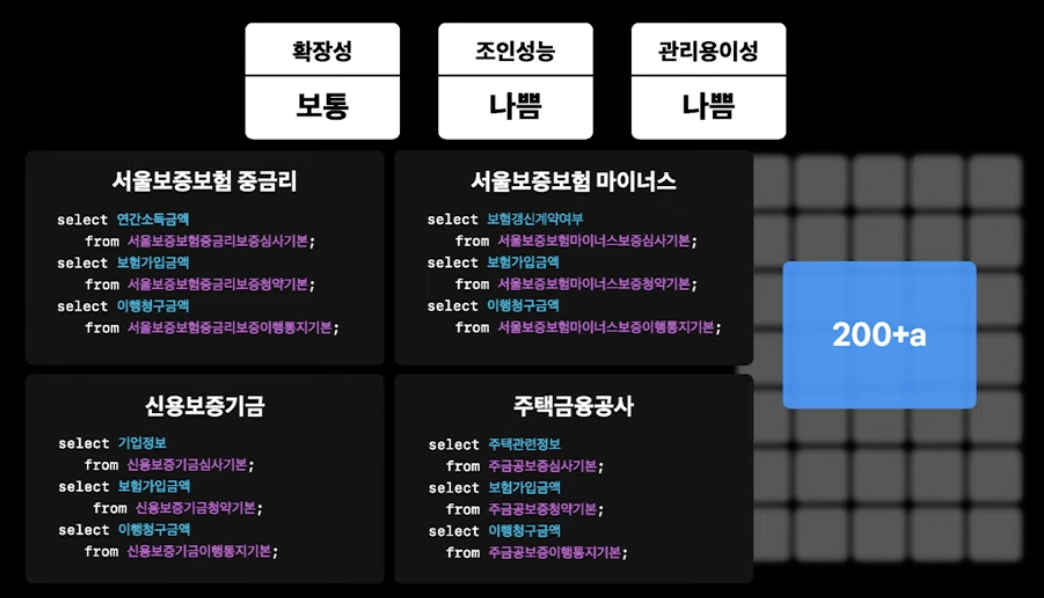 확장성
보통
조인성능
나쁨
관리용이성
나쁨
서울보증보험 중금리
select 연간소득금액
from 서울보증보험중금리보증심사기본;
select 보험가입금액
from 서울보증보험중금리보증청약기본;
select 이행청구금액
from 서울보증보험중금리보증이행통지기본;
서울보증보험 마이너스
select 보험갱신계약여부
from 서울보증보험마이너스보증심사기본;
select 보험가입금액
from 서울보증보험마이너스보증청약기본;
select 이행청구금액
from 서울보증보험마이너스보증이행통지기본;
신용보증기금
select 기업정보
from 신용보증기금심사기본;
select 보험가입금액
from 신용보증기금청약기본;
select 이행청구금액
from 신용보증기금이행통지기본;
주택금융공사
select 주택관련정보
from 주금공보증심사기본;
select 보험가입금액
from 주금공보증청약기본;
select 이행청구금액
from 주금공보증이행통지기본;
200+a